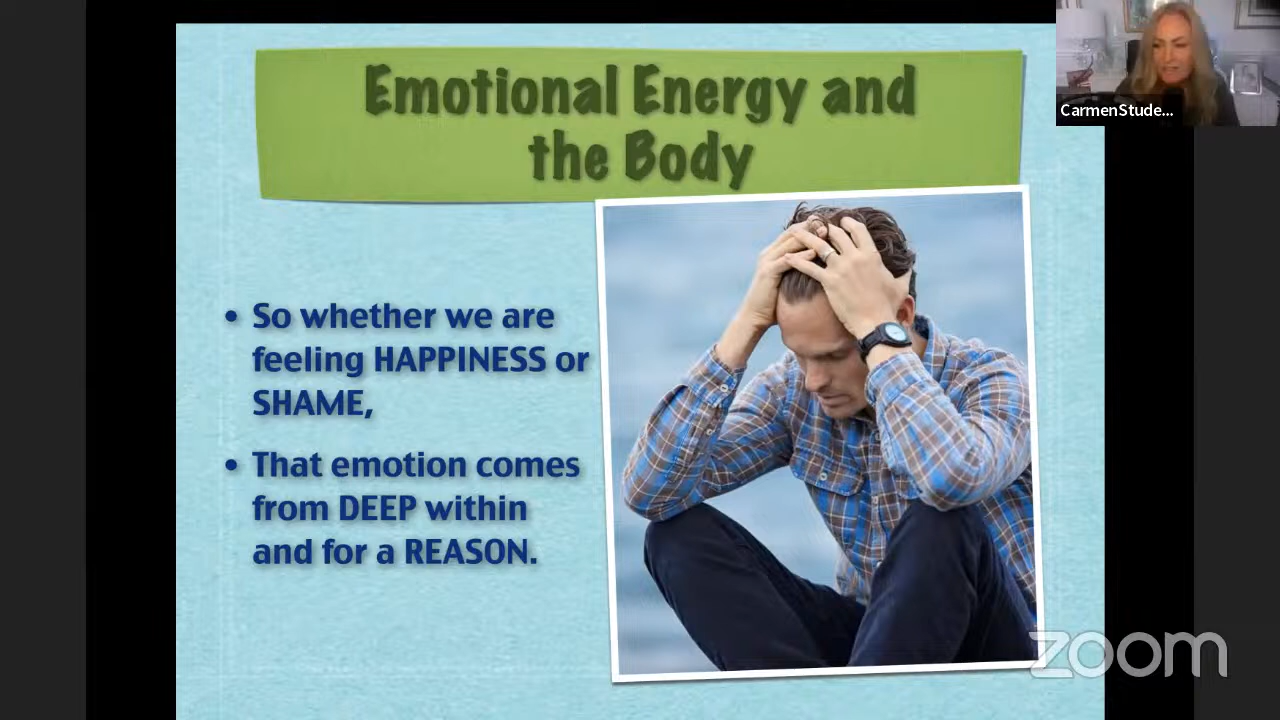 Emotional Energy and
the Body
CarmenStude...
• So whether we are
feeling HAPPINESS or
SHAME,
• That emotion comes
from DEEP within
and for a REASON.
zoom